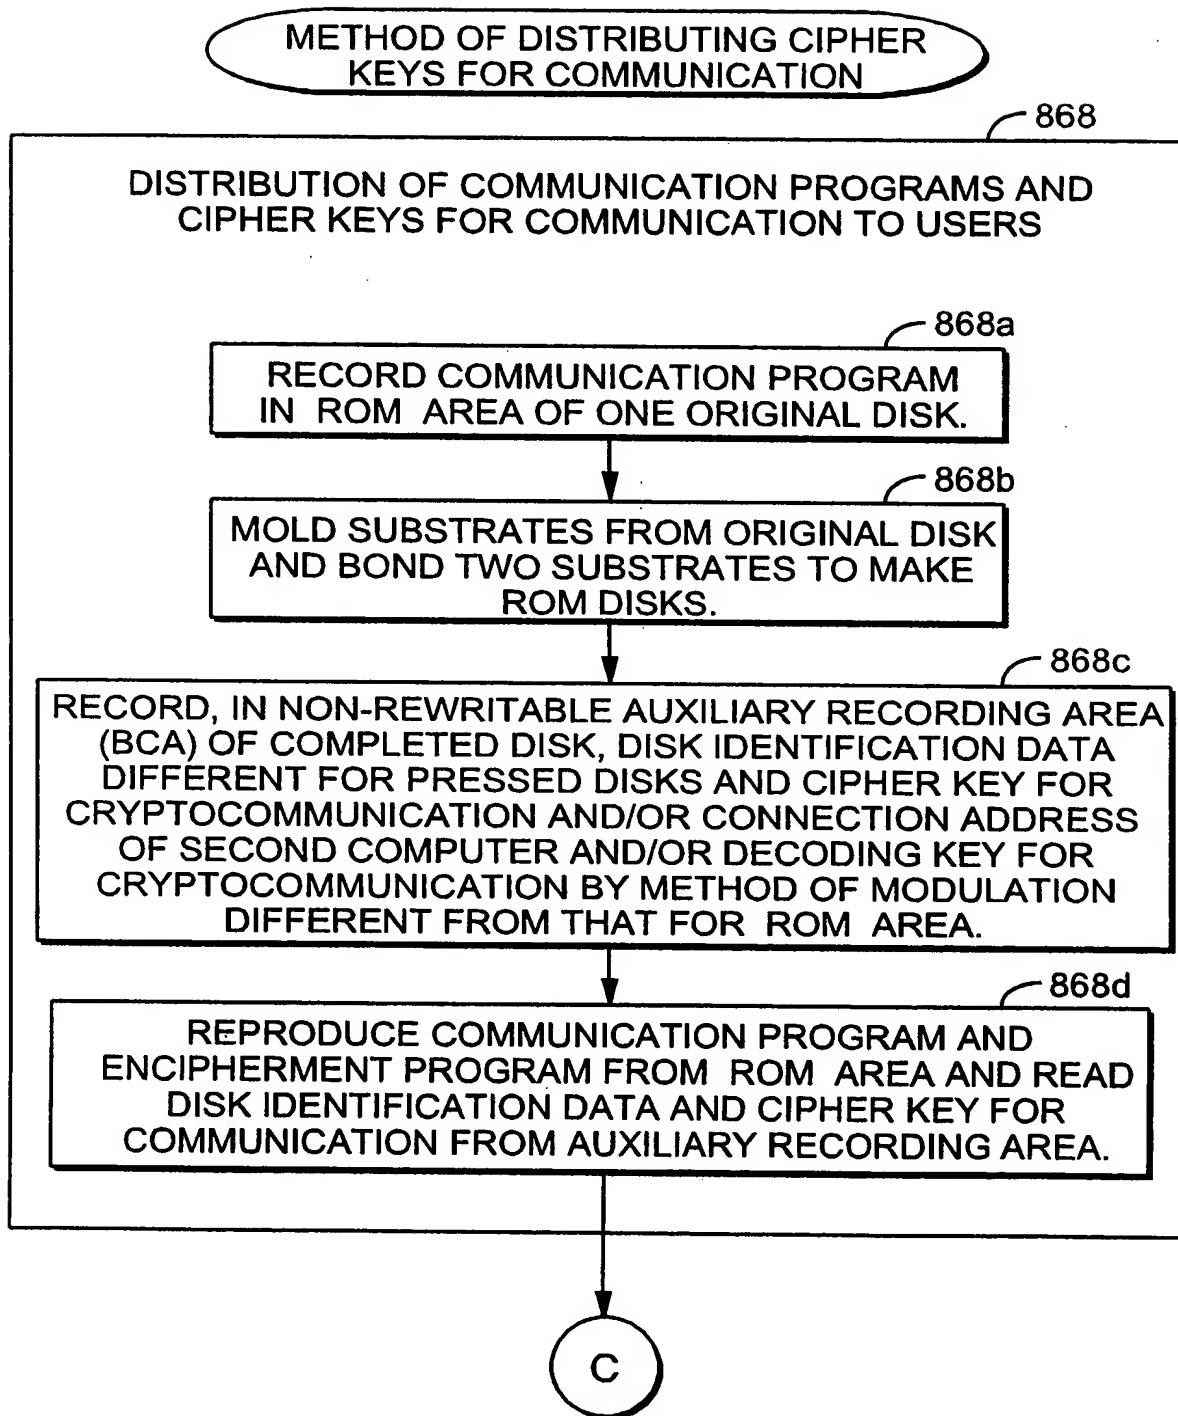 METHOD OF DISTRIBUTING CIPHER
KEYS FOR COMMUNICATION
868
DISTRIBUTION OF COMMUNICATION PROGRAMS AND
CIPHER KEYS FOR COMMUNICATION TO USERS
868a
RECORD COMMUNICATION PROGRAM
IN ROM AREA OF ONE ORIGINAL DISK.
868b
MOLD SUBSTRATES FROM ORIGINAL DISK
AND BOND TWO SUBSTRATES TO MAKE
ROM DISKS.
868c
RECORD, IN NON-REWRITABLE AUXILIARY RECORDING AREA
(BCA) OF COMPLETED DISK, DISK IDENTIFICATION DATA
DIFFERENT FOR PRESSED DISKS AND CIPHER KEY FOR
CRYPTOCOMMUNICATION AND/OR CONNECTION ADDRESS
OF SECOND COMPUTER AND/OR DECODING KEY FOR
CRYPTOCOMMUNICATION BY METHOD OF MODULATION
DIFFERENT FROM THAT FOR ROM AREA.
868d
REPRODUCE COMMUNICATION PROGRAM AND
ENCIPHERMENT PROGRAM FROM ROM AREA AND READ
DISK IDENTIFICATION DATA AND CIPHER KEY FOR
COMMUNICATION FROM AUXILIARY RECORDING AREA.
C